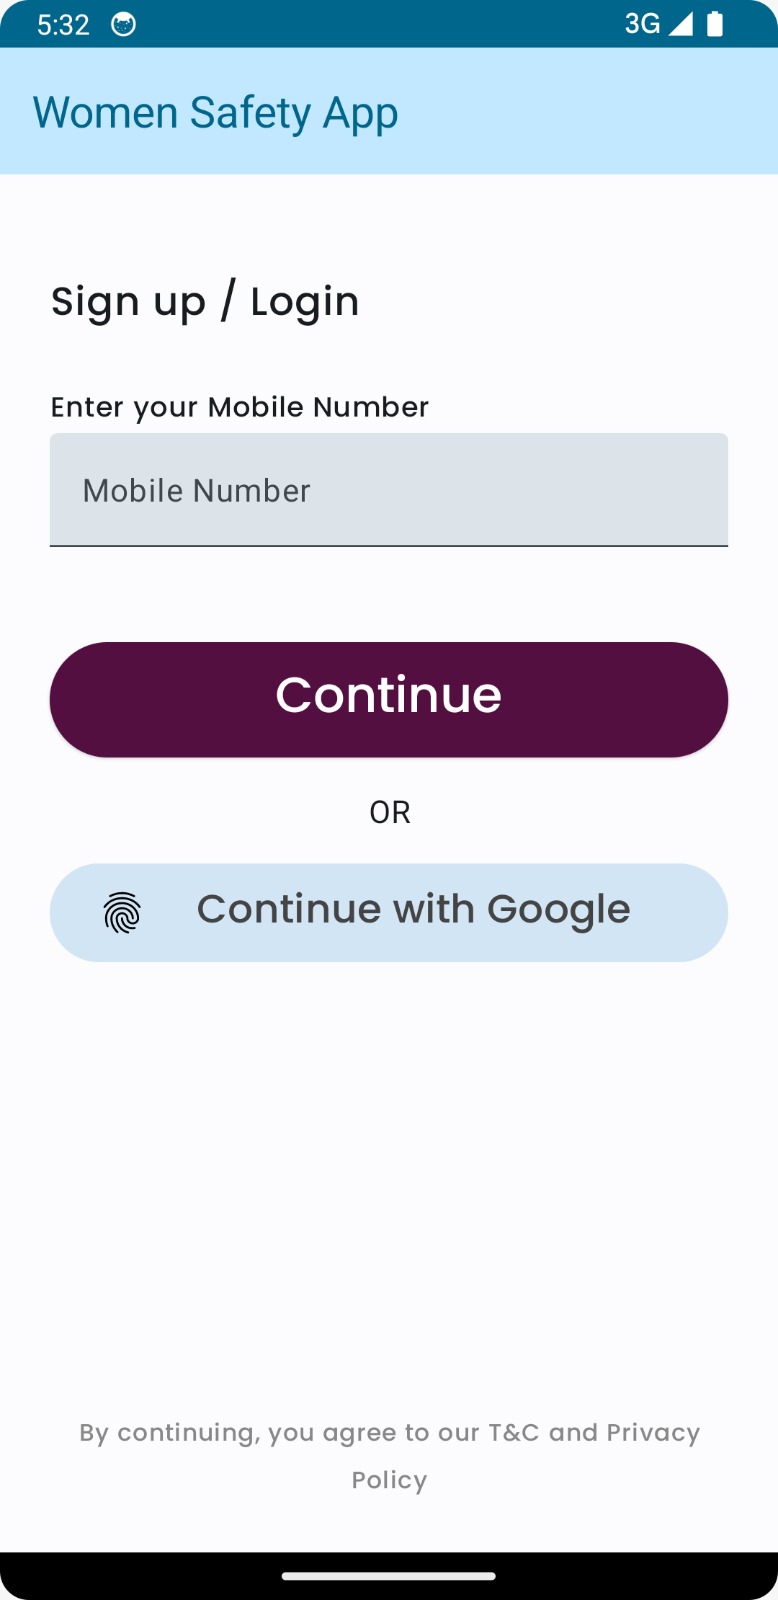 5:32 3G
Women Safety App
Sign up / Login
Enter your Mobile Number
Mobile Number
Continue
OR
Continue with Google
By continuing, you agree to our T&C and Privacy
Policy